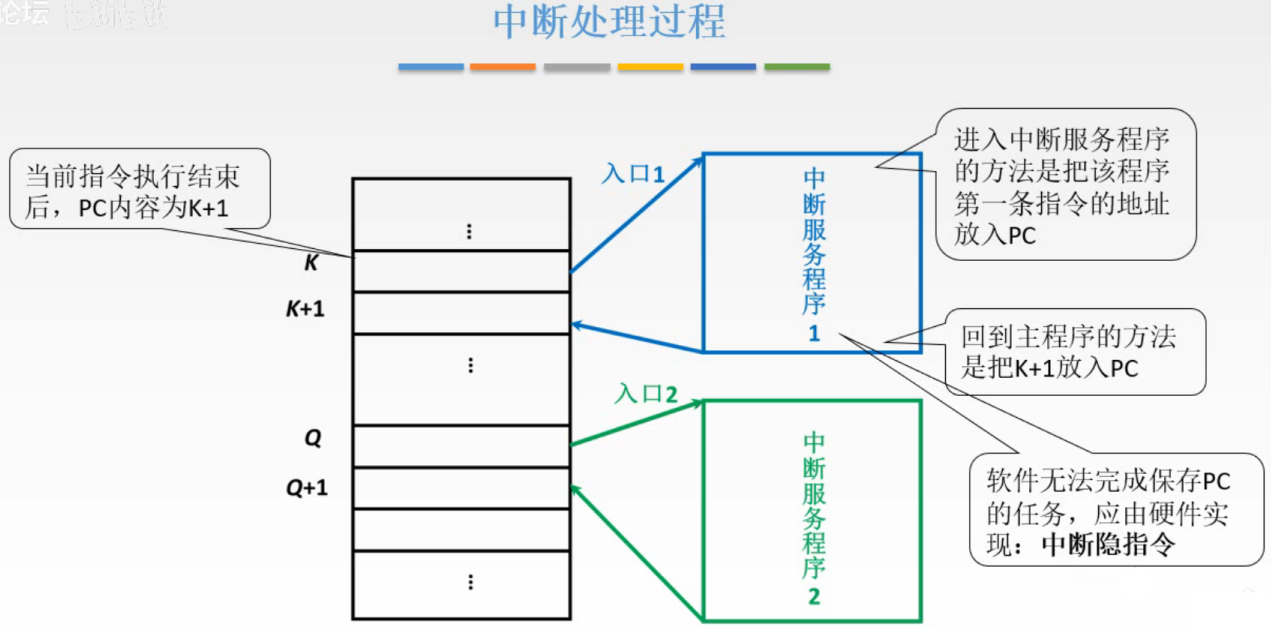 论坛
中断处理过程
当前指令执行结束
后，PC内容为K+1
⋮
K
K+1
⋮
Q
Q+1
⋮
入口1
中
断
服
务
程
序
1
进入中断服务程序
的方法是把该程序
第一条指令的地址
放入PC
回到主程序的方法
是把K+1放入PC
入口2
中
断
服
务
程
序
2
软件无法完成保存PC
的任务，应由硬件实
现：中断隐指令